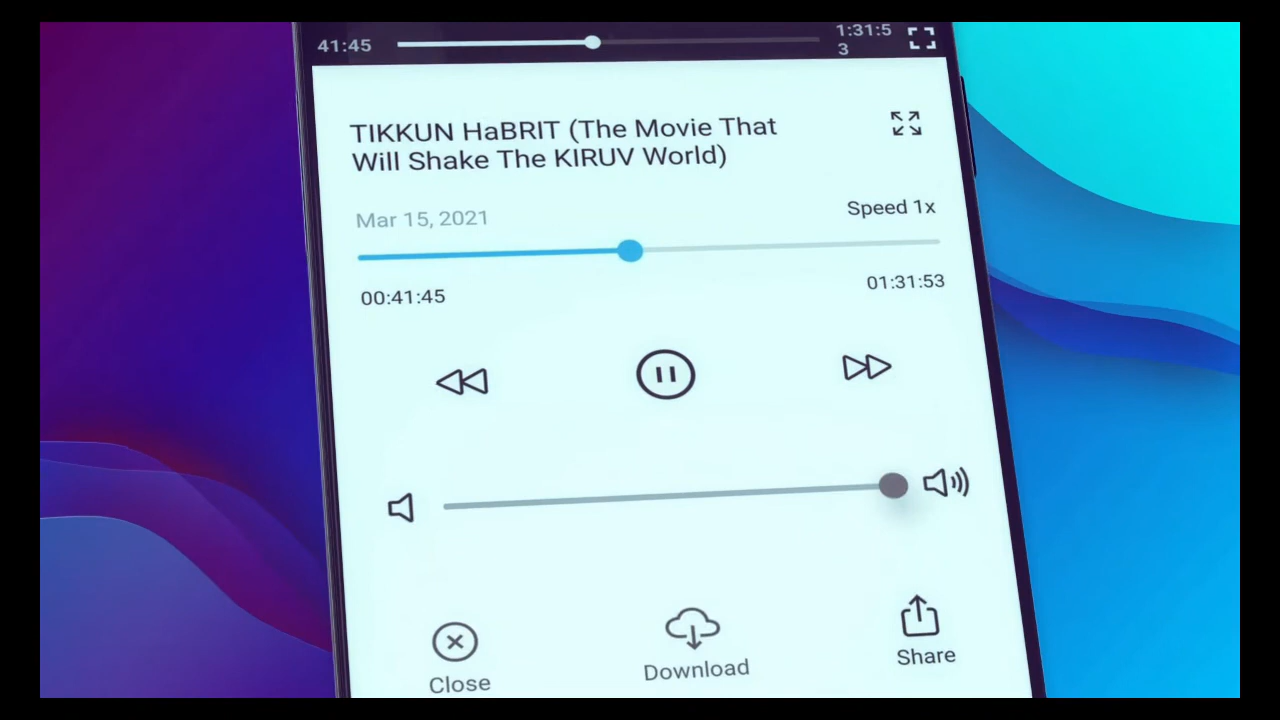 41:45
1:31:5
3
TIKKUN HaBRIT (The Movie That
Will Shake The KIRUV World)
Mar 15, 2021
Speed 1x
00:41:45
01:31:53
Close
Download
Share